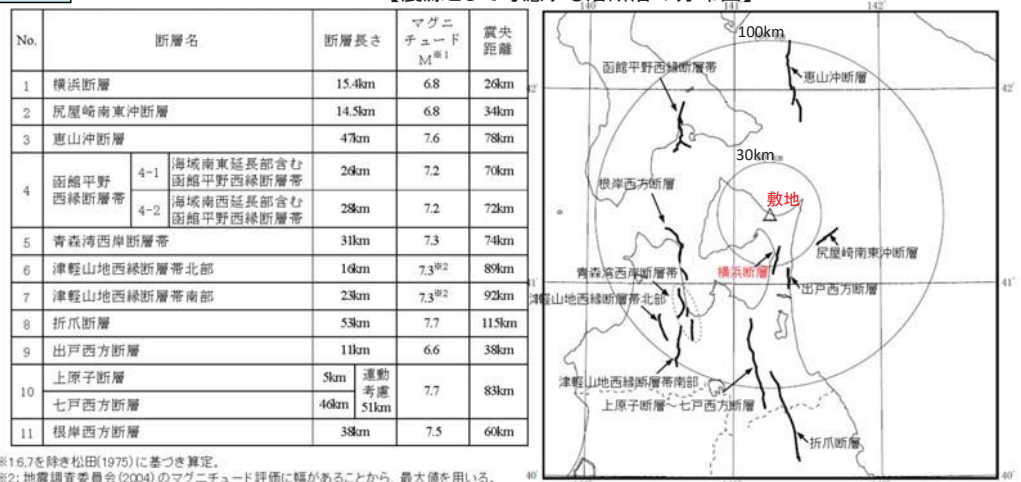 No. 断層名 断層長さ マグニチュード M※1 震央距離
1 横浜断層 15.4km 6.8 26km
2 尻屋崎南東沖断層 14.5km 6.8 34km
3 恵山沖断層 47km 7.6 78km
4 函館平野西縁断層帯 4-1 海域南東延長部含む函館平野西縁断層帯 26km 7.2 70km
4-2 海域南西延長部含む函館平野西縁断層帯 28km 7.2 72km
5 青森湾西岸断層帯 31km 7.3 74km
6 津軽山地西縁断層帯北部 16km 7.3※2 89km
7 津軽山地西縁断層帯南部 23km 7.3※2 92km
8 折爪断層 53km 7.7 115km
9 出戸西方断層 11km 6.6 38km
10 上原子断層 5km 連動考慮51km 7.7 83km
七戸西方断層 46km
11 根岸西方断層 38km 7.5 60km
※1:6,7を除き松田(1975)に基づき算定。
※2: 地震調査委員会(2004)のマグニチュード評価に幅があることから、最大値を用いる。
141° 142°
100km
函館平野西縁断層帯
恵山沖断層
42° 42°
30km
根岸西方断層
敷地
尻屋崎南東沖断層
青森湾西岸断層帯
横浜断層
出戸西方断層
41° 41°
津軽山地西縁断層帯北部
津軽山地西縁断層帯南部
上原子断層~七戸西方断層
折爪断層
40° 40°